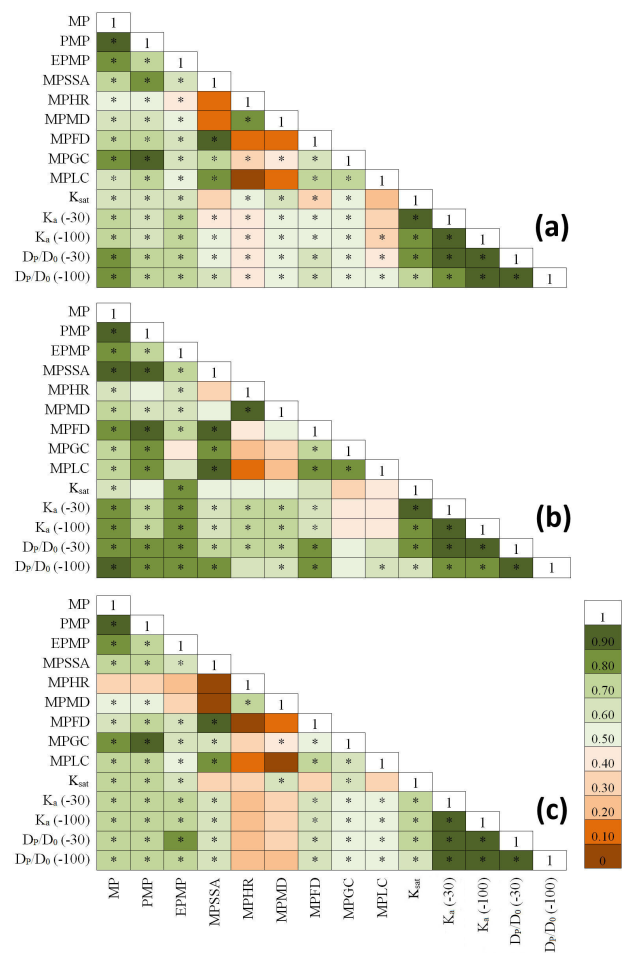 MP 1
PMP * 1
EPMP * * 1
MPSSA * * * 1
MPHR * * * 1
MPMD * * * * 1
MPFD * * * * 1
MPGC * * * * * * * 1
MPLC * * * * * * 1
Ksat * * * * * * * 1
Ka (-30) * * * * * * * * * 1
Ka (-100) * * * * * * * * * * * 1
DP/D0 (-30) * * * * * * * * * * * 1
DP/D0 (-100) * * * * * * * * * * * * * 1
(a)
MP 1
PMP * 1
EPMP * * 1
MPSSA * * * 1
MPHR * * 1
MPMD * * * * 1
MPFD * * * * 1
MPGC * * * * 1
MPLC * * * * * 1
Ksat * * 1
Ka (-30) * * * * * * * * 1
Ka (-100) * * * * * * * * * 1
DP/D0 (-30) * * * * * * * * * * 1
DP/D0 (-100) * * * * * * * * * * * 1
(b)
MP 1
PMP * 1
EPMP * * 1
MPSSA * * * 1
MPHR 1
MPMD * * * 1
MPFD * * * * 1
MPGC * * * * * * 1
MPLC * * * * * * 1
Ksat * * * * * 1
Ka (-30) * * * * * * * * 1
Ka (-100) * * * * * * * * * 1
DP/D0 (-30) * * * * * * * * * * 1
DP/D0 (-100) * * * * * * * * * * * 1
(c)
MP PMP EPMP MPSSA MPHR MPMD MPFD MPGC MPLC Ksat Ka (-30) Ka (-100) DP/D0 (-30) DP/D0 (-100)
1
0.90
0.80
0.70
0.60
0.50
0.40
0.30
0.20
0.10
0